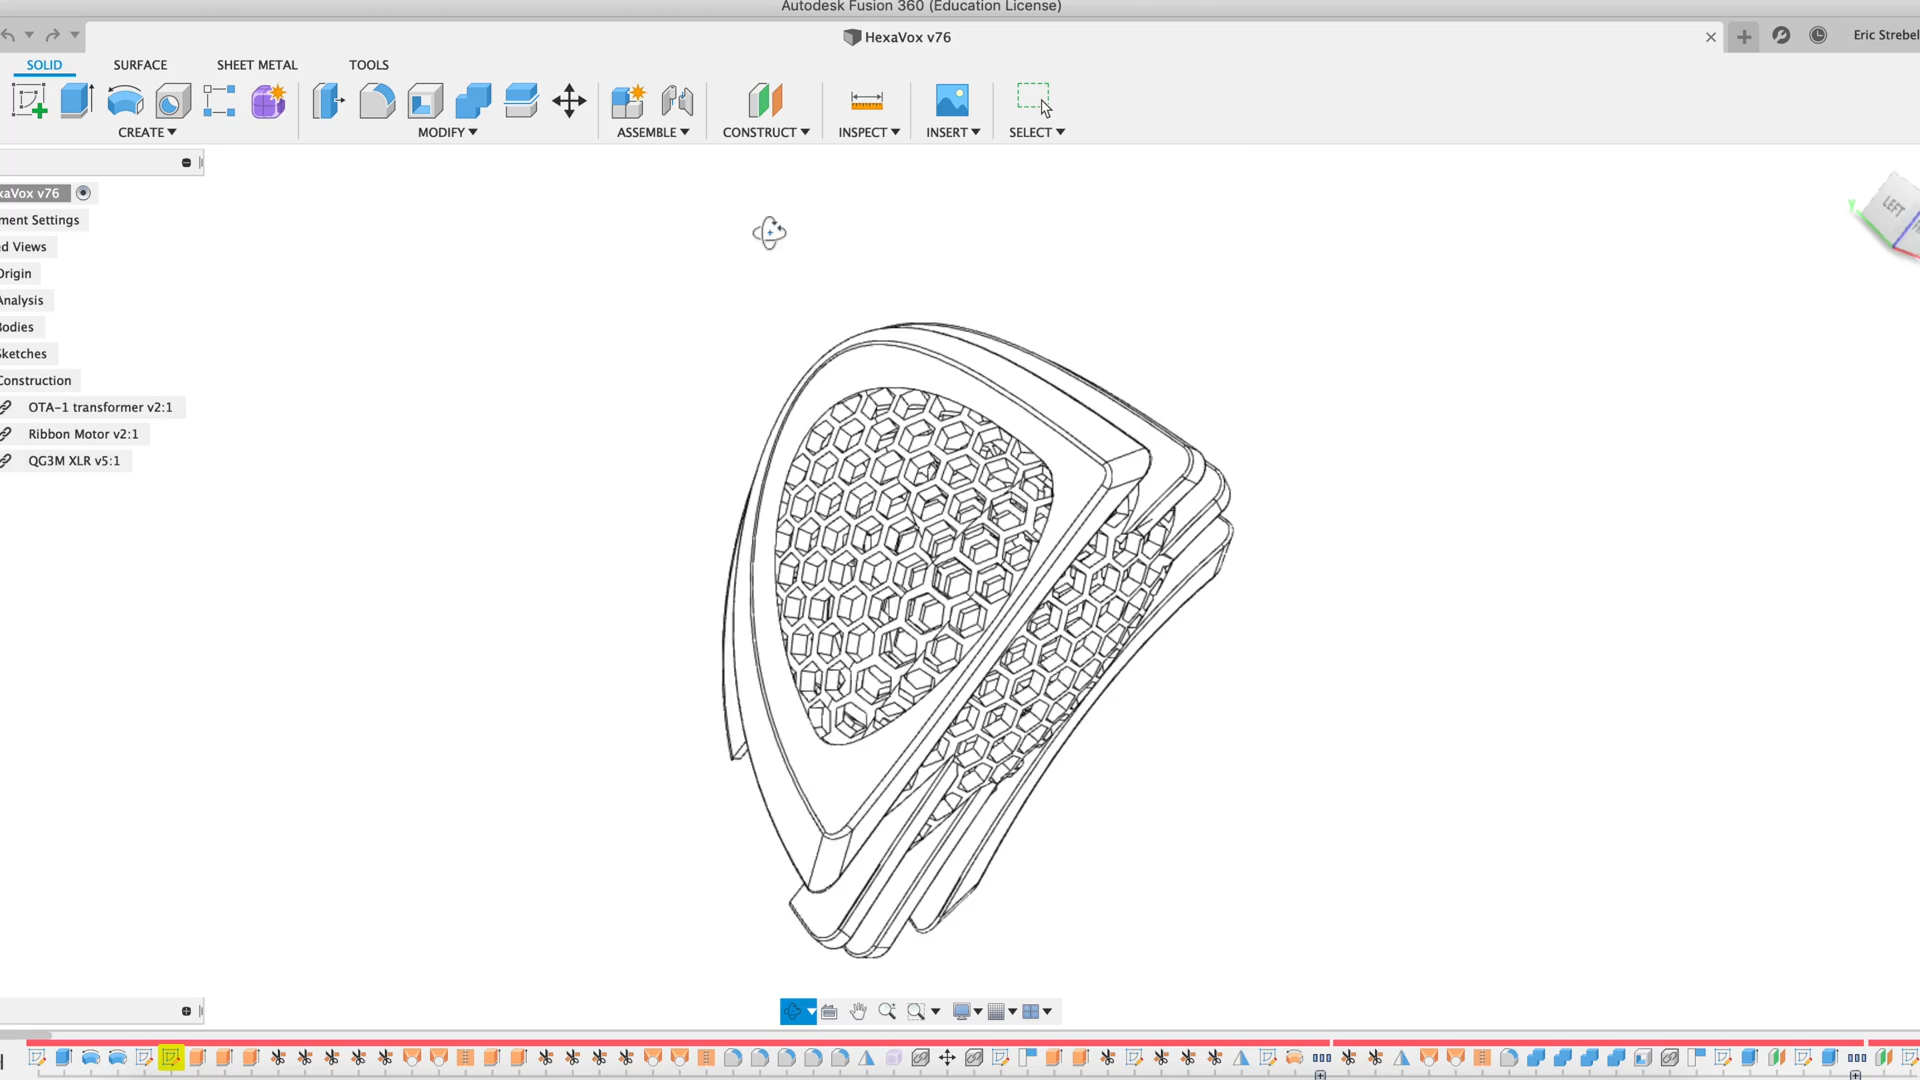 Autodesk Fusion 360 (Education License)
HexaVox v76
Eric Strebel
SOLID
SURFACE
SHEET METAL
TOOLS
CREATE
MODIFY
ASSEMBLE
CONSTRUCT
INSPECT
INSERT
SELECT
xaVox v76
ment Settings
d Views
Origin
Analysis
Bodies
Sketches
Construction
OTA-1 transformer v2:1
Ribbon Motor v2:1
QG3M XLR v5:1
LEFT
Y